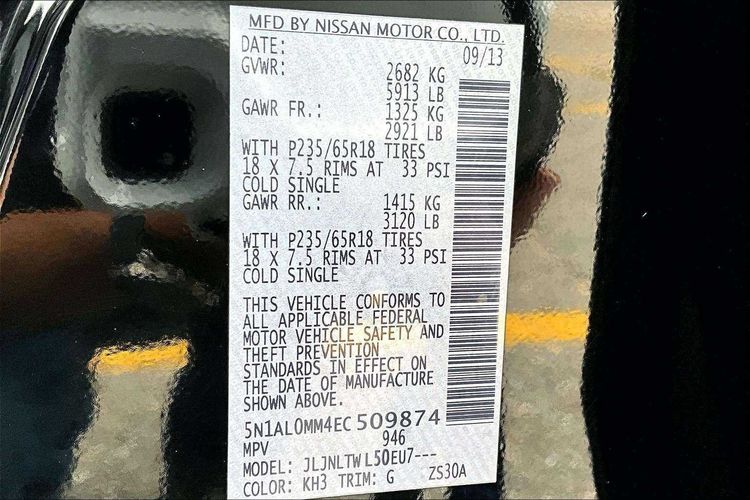 MFD BY NISSAN MOTOR CO., LTD.
DATE: 09/13
GVWR: 2682 KG
5913 LB
GAWR FR.: 1325 KG
2921 LB
WITH P235/65R18 TIRES
18 X 7.5 RIMS AT 33 PSI
COLD SINGLE
GAWR RR.: 1415 KG
3120 LB
WITH P235/65R18 TIRES
18 X 7.5 RIMS AT 33 PSI
COLD SINGLE
THIS VEHICLE CONFORMS TO
ALL APPLICABLE FEDERAL
MOTOR VEHICLE SAFETY AND
THEFT PREVENTION
STANDARDS IN EFFECT ON
THE DATE OF MANUFACTURE
SHOWN ABOVE.
5N1AL0MM4EC 509874
MPV 946
MODEL: JLJNLTW L50EU7---
COLOR: KH3 TRIM: G ZS30A